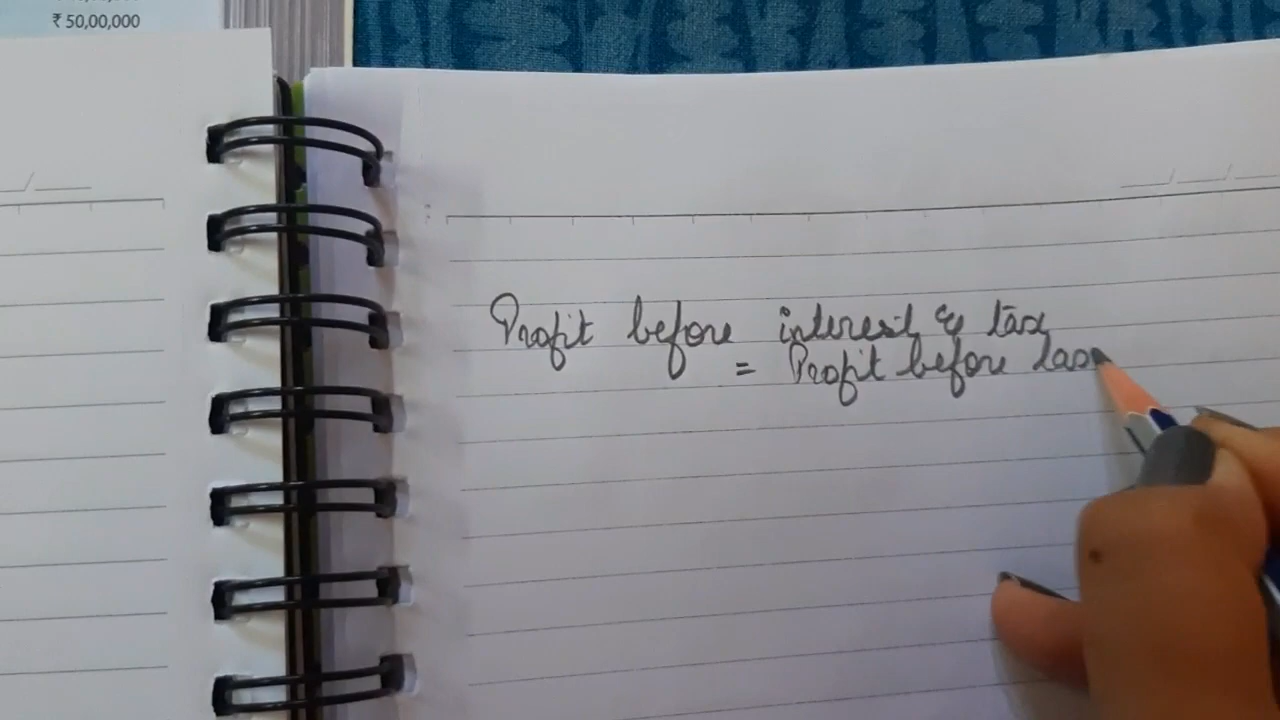 ₹ 50,00,000
Profit before interest & tax
= Profit before tax